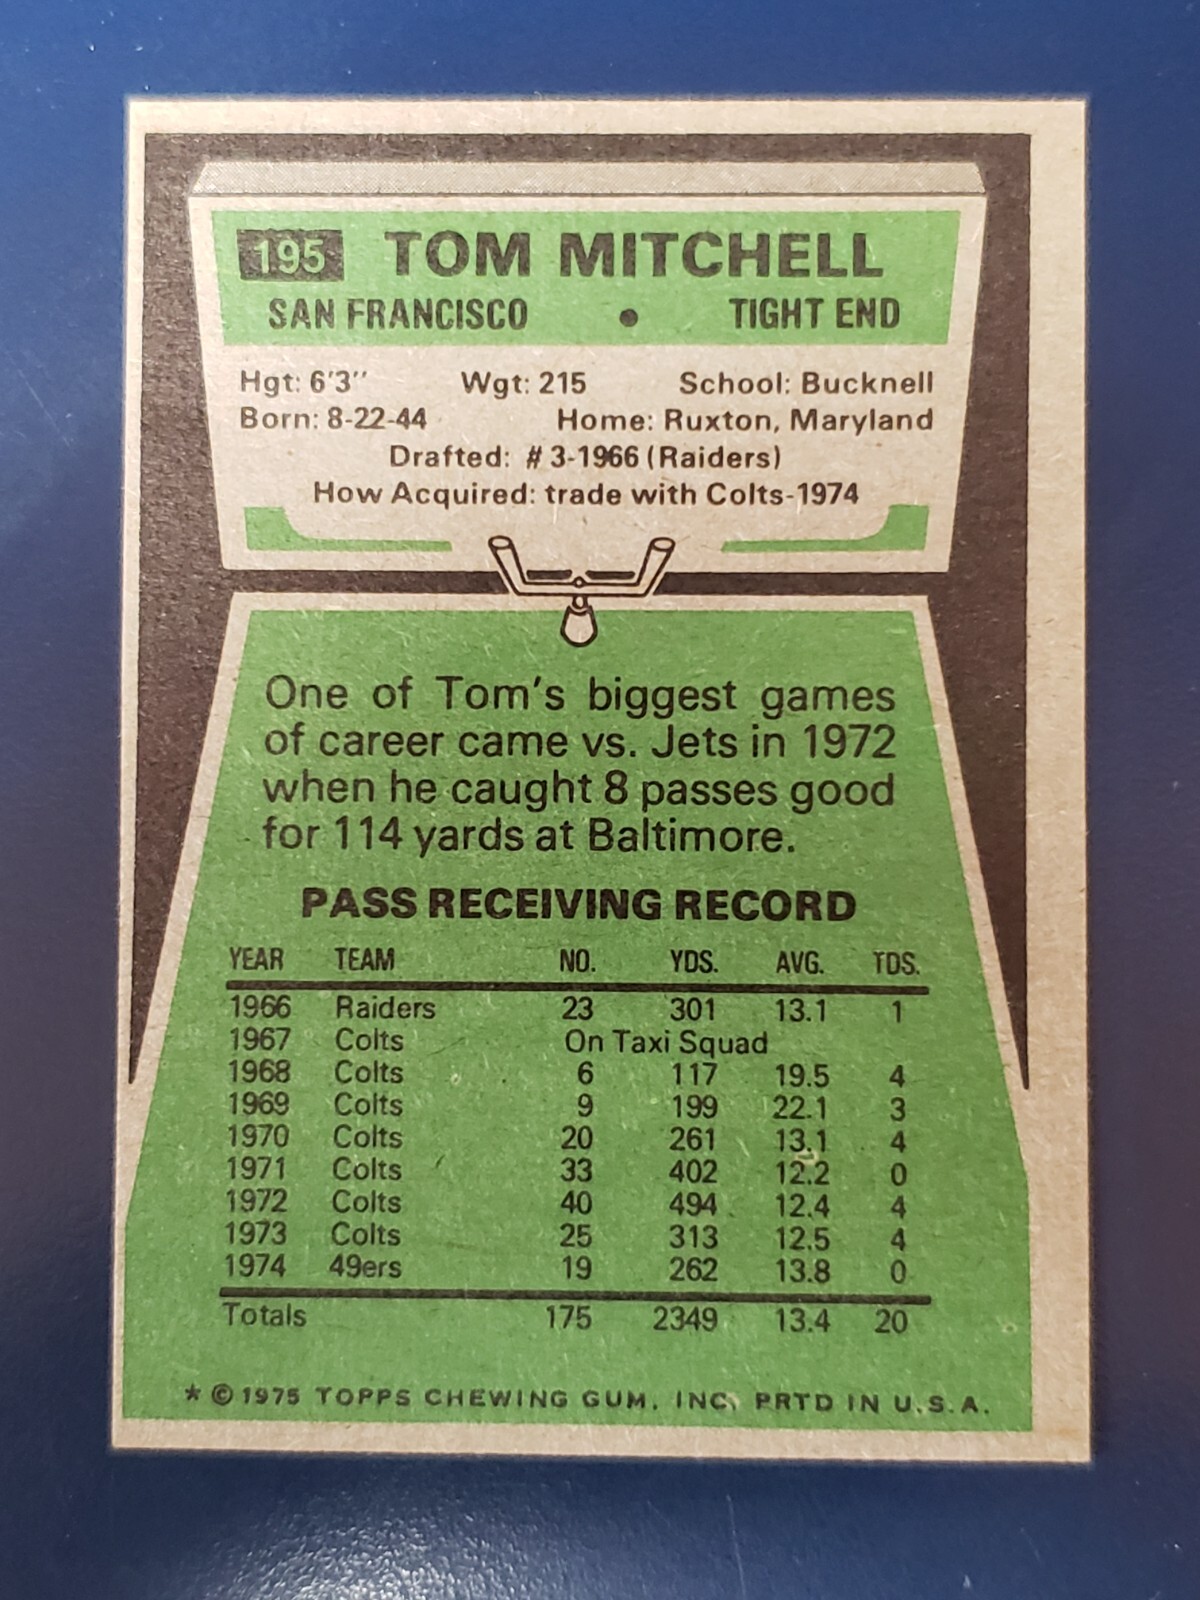 195 TOM MITCHELL
SAN FRANCISCO • TIGHT END
Hgt: 6'3" Wgt: 215 School: Bucknell
Born: 8-22-44 Home: Ruxton, Maryland
Drafted: # 3-1966 (Raiders)
How Acquired: trade with Colts-1974
One of Tom's biggest games
of career came vs. Jets in 1972
when he caught 8 passes good
for 114 yards at Baltimore.
PASS RECEIVING RECORD
YEAR TEAM NO. YDS. AVG. TDS.
1966 Raiders 23 301 13.1 1
1967 Colts On Taxi Squad
1968 Colts 6 117 19.5 4
1969 Colts 9 199 22.1 3
1970 Colts 20 261 13.1 4
1971 Colts 33 402 12.2 0
1972 Colts 40 494 12.4 4
1973 Colts 25 313 12.5 4
1974 49ers 19 262 13.8 0
Totals 175 2349 13.4 20
* © 1975 TOPPS CHEWING GUM, INC. PRTD IN U.S.A.